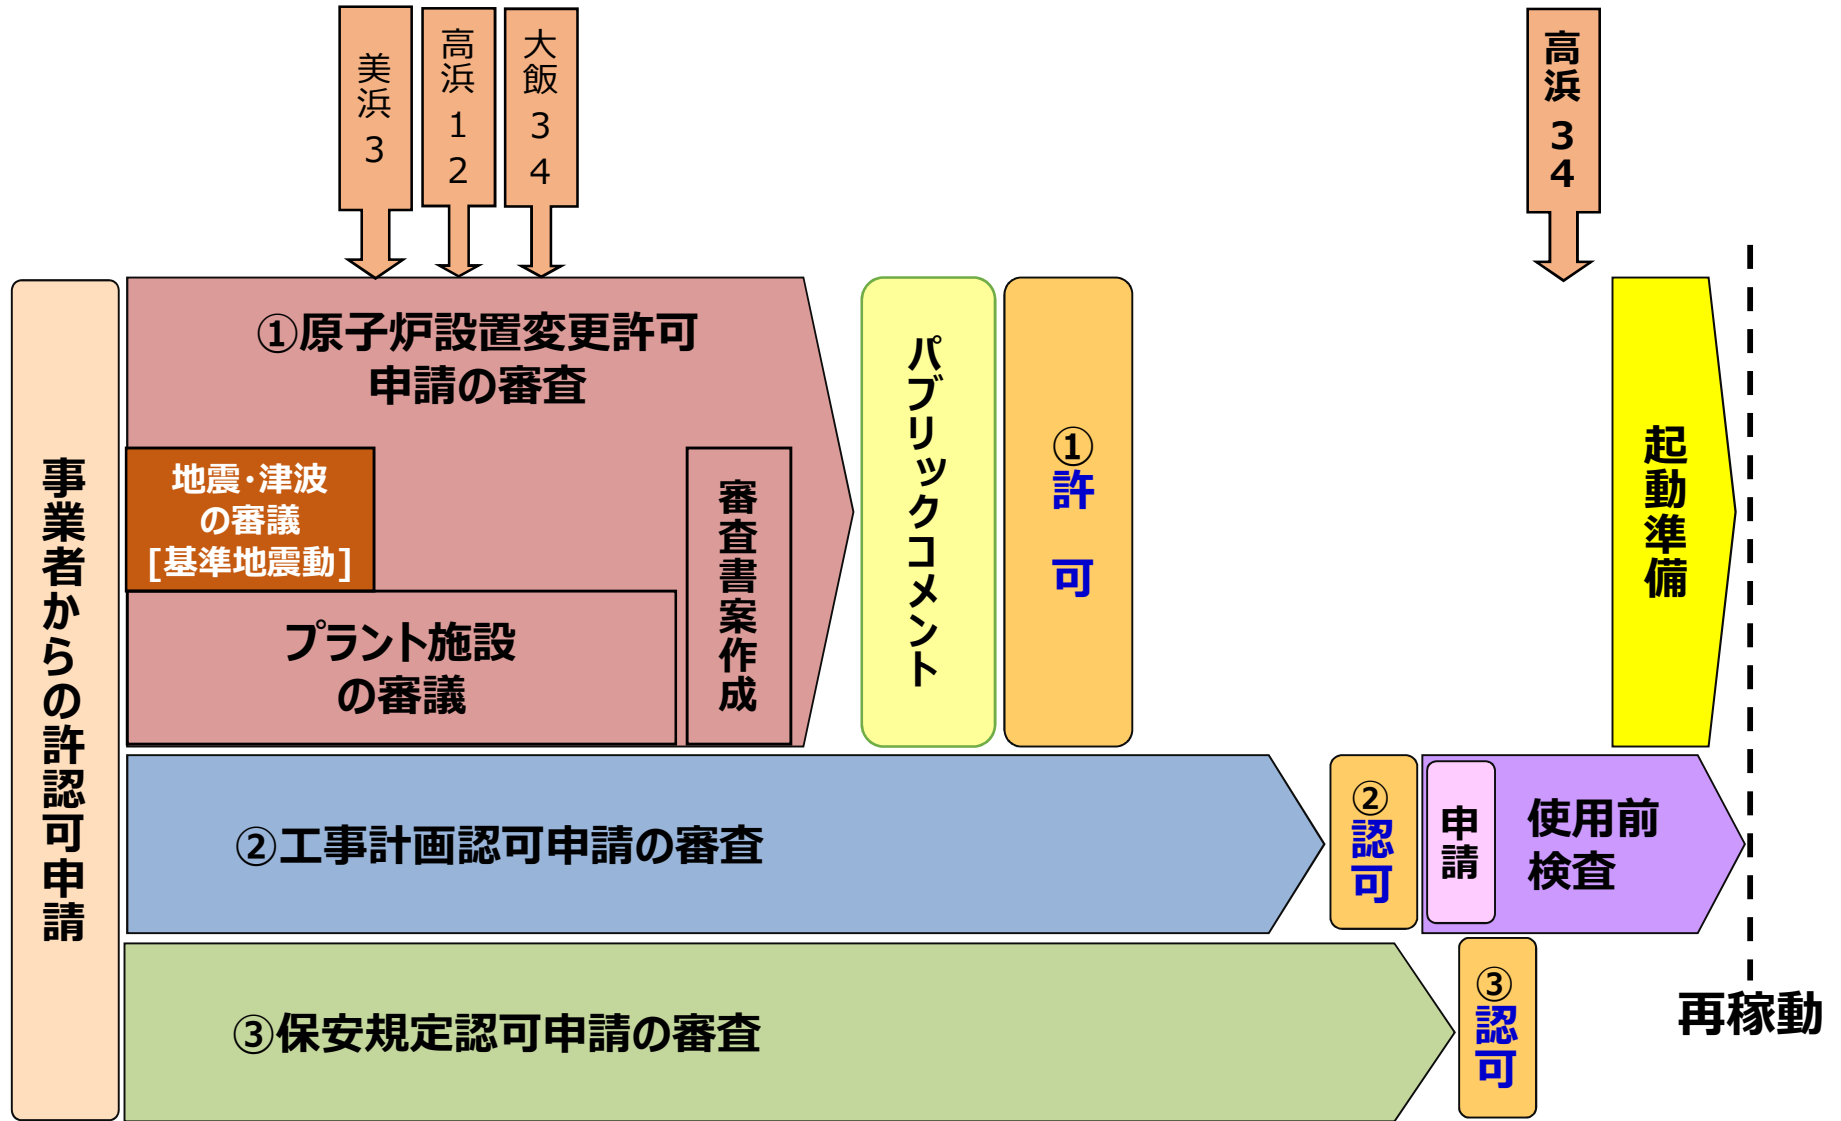 美浜３
高浜１２
大飯３４
高浜３４
事業者からの許認可申請
①原子炉設置変更許可
申請の審査
地震･津波
の審議
[基準地震動]
プラント施設
の審議
審査書案作成
パブリックコメント
①許　可
起動準備
②工事計画認可申請の審査
②認可
申請
使用前
検査
③保安規定認可申請の審査
③認可
再稼動